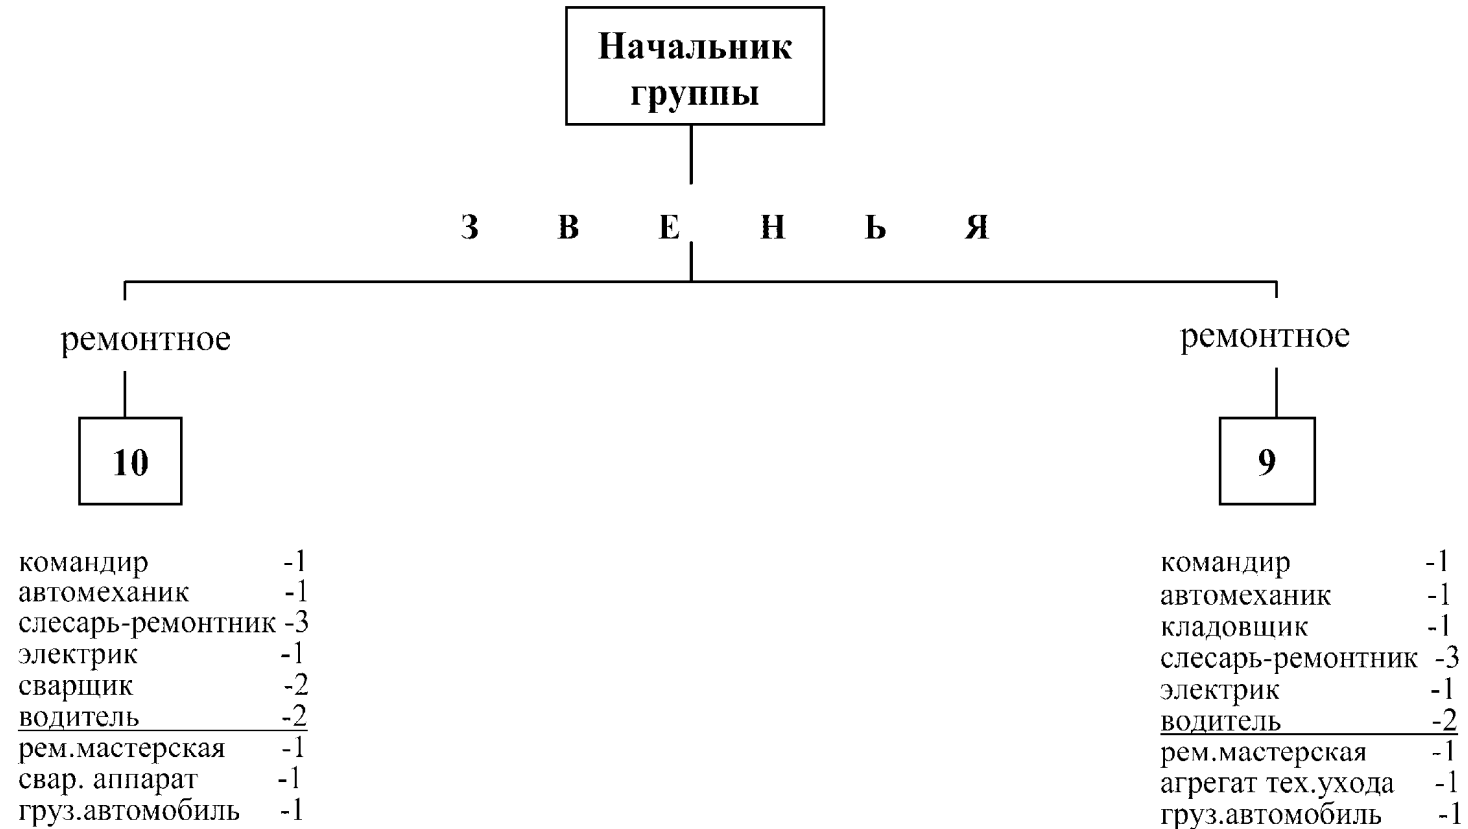 Начальник
группы
З В Е Н Ь Я
ремонтное
10
командир -1
автомеханик -1
слесарь-ремонтник -3
электрик -1
сварщик -2
водитель -2
рем.мастерская -1
свар. аппарат -1
груз.автомобиль -1
ремонтное
9
командир -1
автомеханик -1
кладовщик -1
слесарь-ремонтник -3
электрик -1
водитель -2
рем.мастерская -1
агрегат тех.ухода -1
груз.автомобиль -1